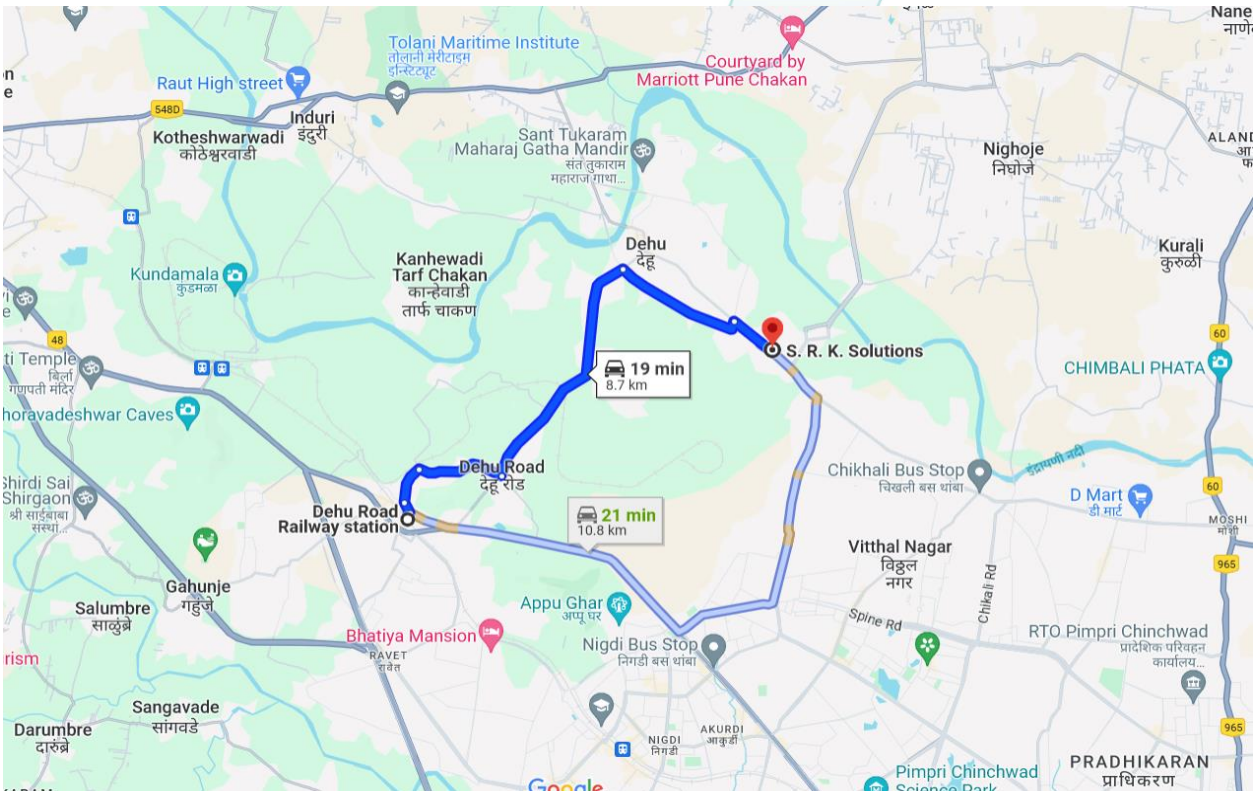 Nane
Tolani Maritime Institute
तोलानी मेरीटाइम
इन्स्टिट्यूट
Courtyard by
Marriott Pune Chakan
Raut High street
548D
Induri
इंदुरी
Kotheshwarwadi
कोठेश्वरवाडी
Sant Tukaram
Maharaj Gatha Mandir
संत तुकाराम
महाराज गाथा...
Nighoje
निघोजे
ALAND
Dehu
देहू
Kurali
कुरुळी
Kanhewadi
Tarf Chakan
कान्हेवाडी
तार्फ चाकण
Kundamala
कुंडमळा
48
60
ti Temple
बिर्ला
गणपती मंदिर
S. R. K. Solutions
19 min
8.7 km
CHIMBALI PHATA
horavadeshwar Caves
Dehu Road
देहू रोड
Chikhali Bus Stop
चिखली बस थांबा
इंद्रायणी नदी
60
Shirdi Sai
Shirgaon
श्री साईबाबा
संस्था...
Dehu Road
Railway station
D Mart
डी मार्ट
MOSHI
मोशी
21 min
10.8 km
Vitthal Nagar
विठ्ठल
नगर
965
Gahunje
गहुंजे
Chikali Rd
Salumbre
साळुंब्रे
Appu Ghar
अप्पू घर
Spine Rd
Bhatiya Mansion
Nigdi Bus Stop
निगडी बस थांबा
RTO Pimpri Chinchwad
प्रादेशिक परिवहन
कार्यालय...
rism
RAVET
रावेत
Sangavade
सांगवडे
Darumbre
दारुंब्रे
NIGDI
निगडी
AKURDI
आकुर्डी
965
PRADHIKARAN
प्राधिकरण
Pimpri Chinchwad
Science Park
Google